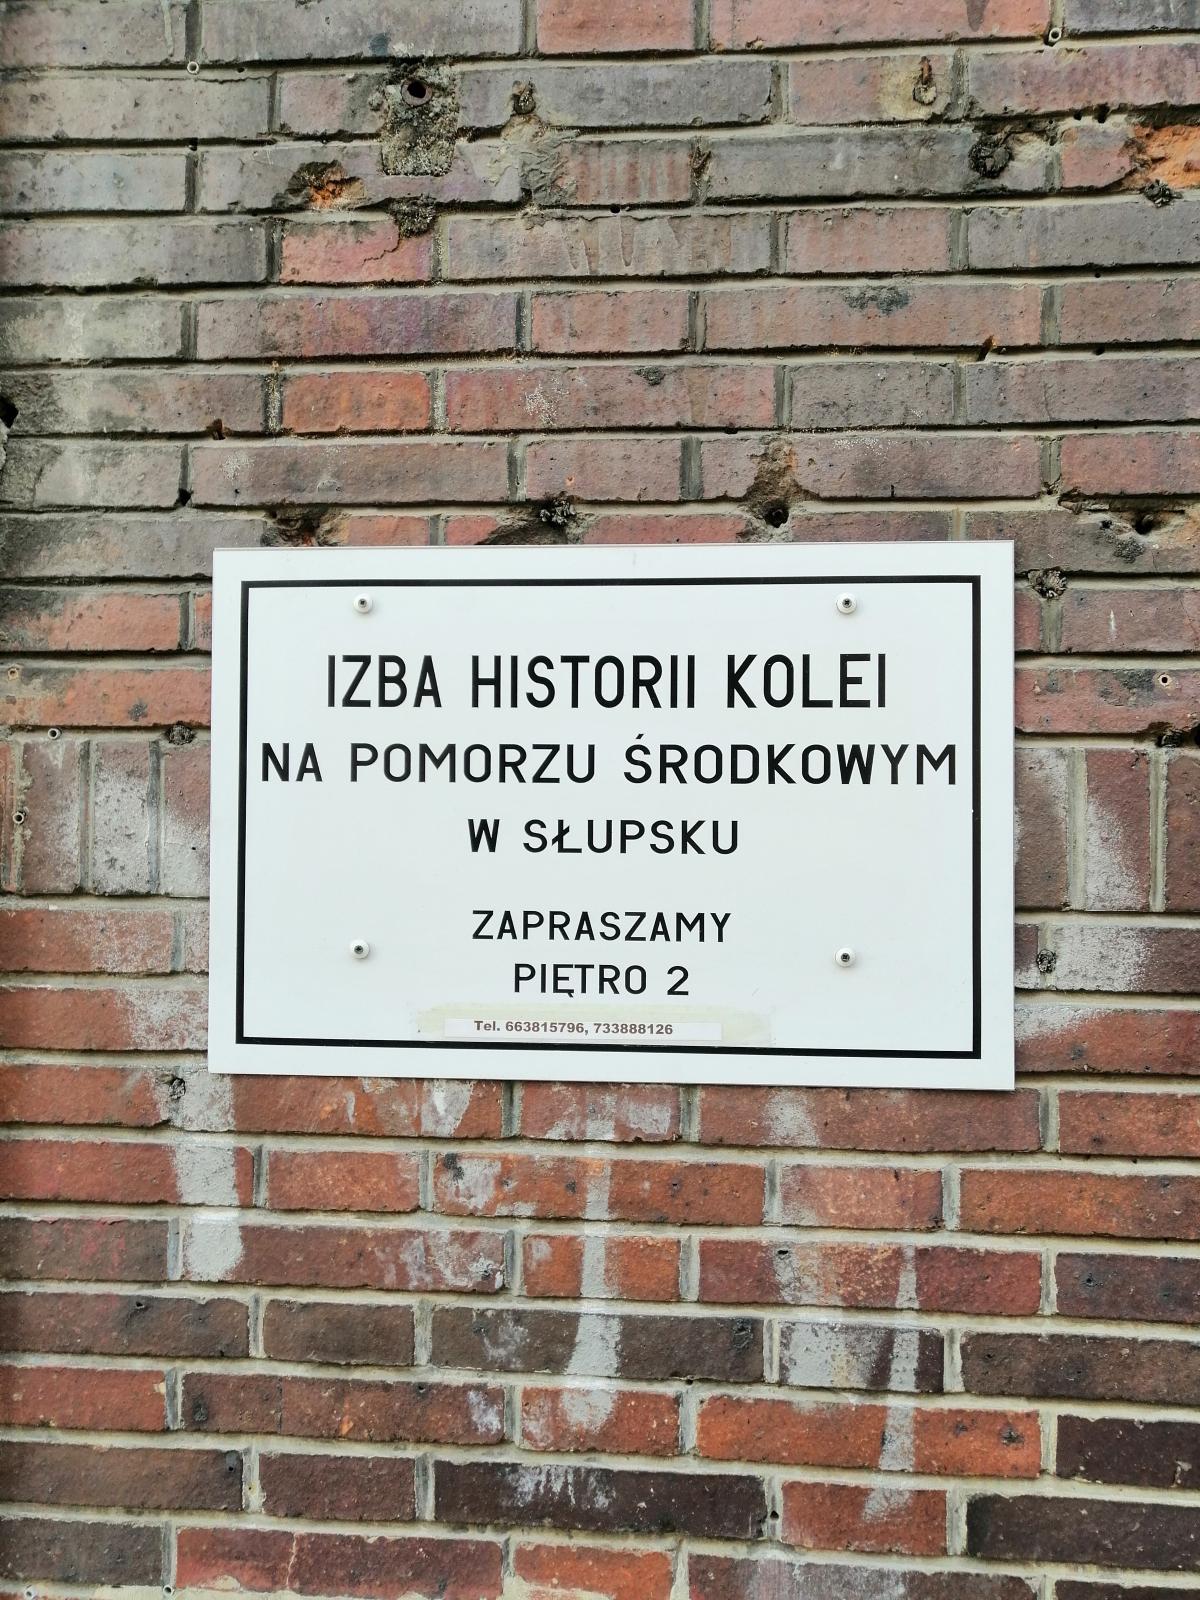 IZBA HISTORII KOLEI
NA POMORZU ŚRODKOWYM
W SŁUPSKU
ZAPRASZAMY
PIĘTRO 2
Tel. 663815796, 733888126